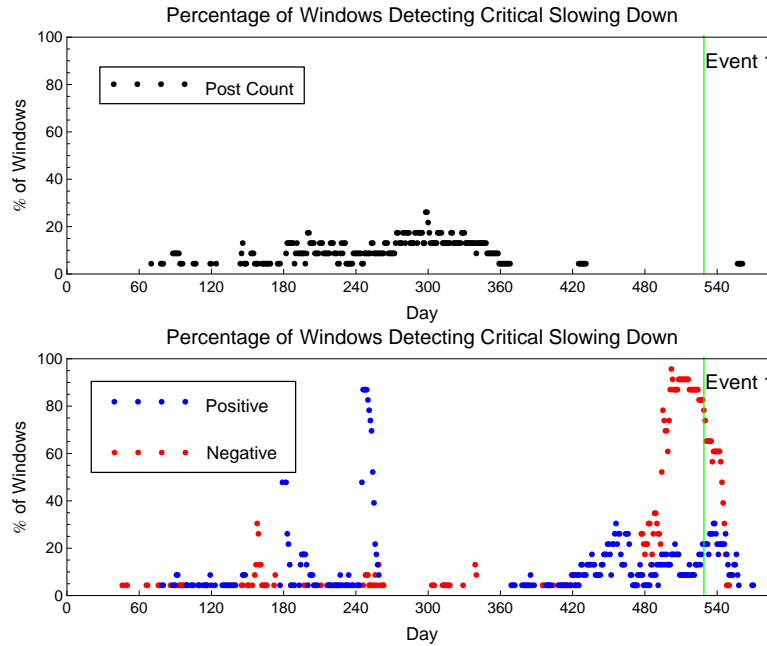 Percentage of Windows Detecting Critical Slowing Down
100
80
60
40
20
0
% of Windows
Post Count
Event 1
0 60 120 180 240 300 360 420 480 540
Day
Percentage of Windows Detecting Critical Slowing Down
100
80
60
40
20
0
% of Windows
Positive
Negative
Event 1
0 60 120 180 240 300 360 420 480 540
Day